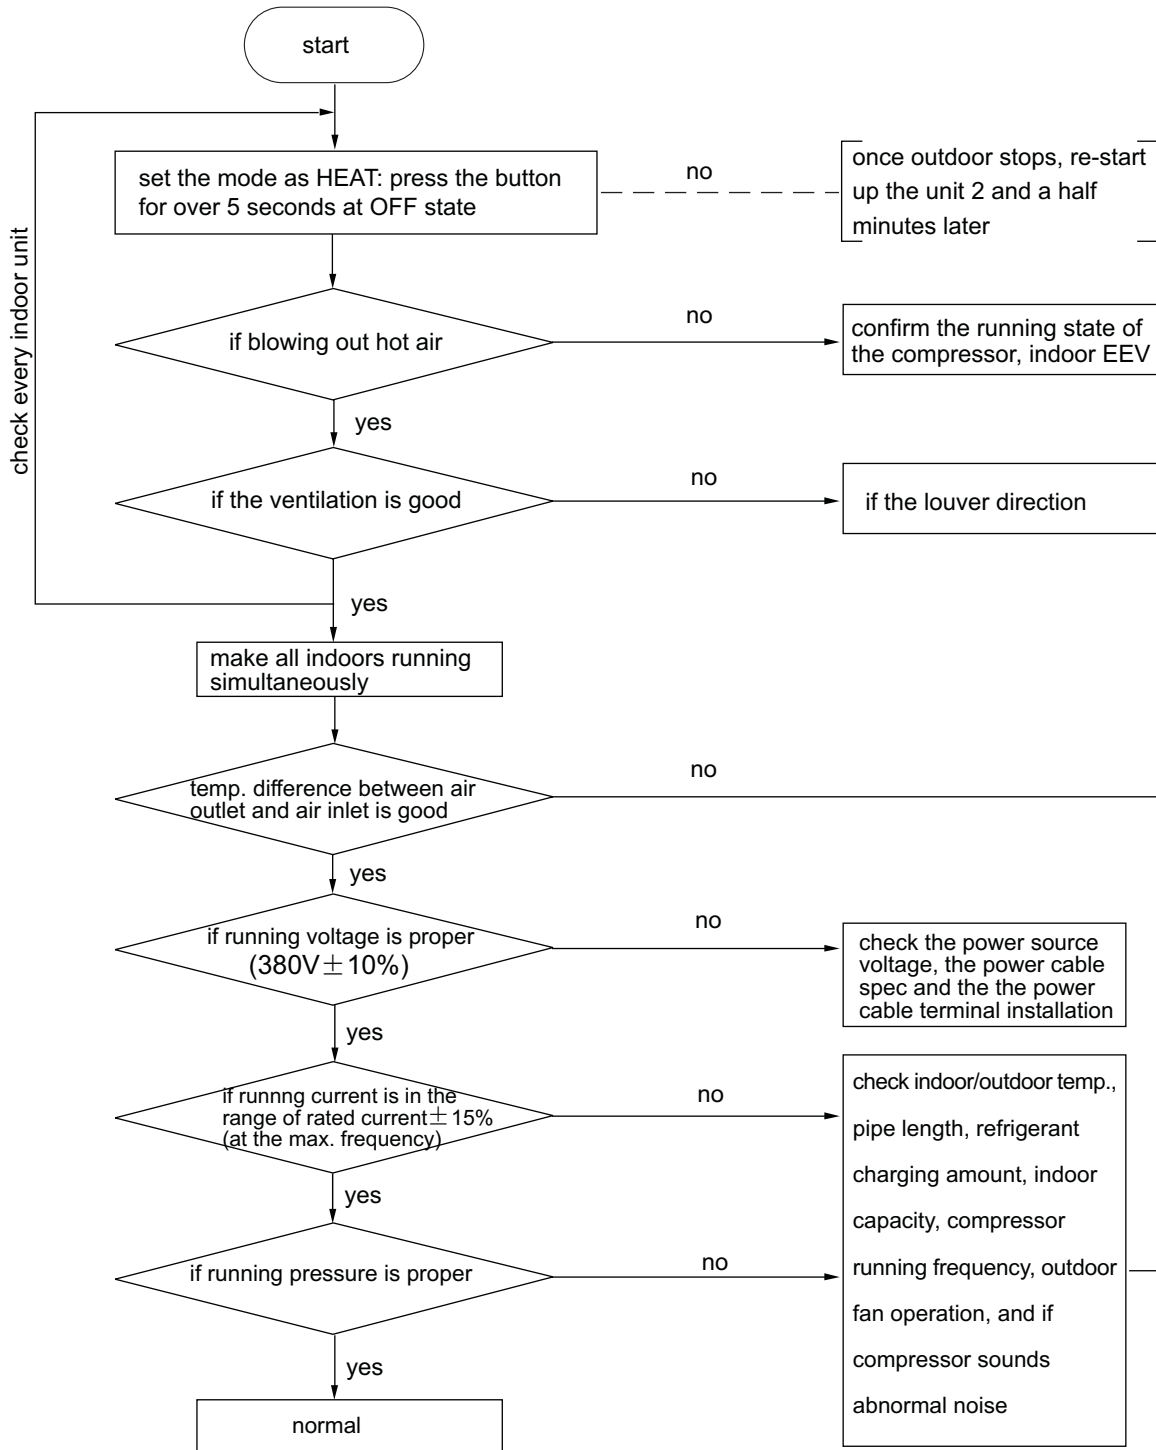 start
set the mode as HEAT: press the button
for over 5 seconds at OFF state
no
once outdoor stops, re-start
up the unit 2 and a half
minutes later
check every indoor unit
if blowing out hot air
no
confirm the running state of
the compressor, indoor EEV
yes
if the ventilation is good
no
if the louver direction
yes
make all indoors running
simultaneously
temp. difference between air
outlet and air inlet is good
no
yes
if running voltage is proper
(380V±10%)
no
check the power source
voltage, the power cable
spec and the the power
cable terminal installation
yes
if runnng current is in the
range of rated current±15%
(at the max. frequency)
no
check indoor/outdoor temp.,
pipe length, refrigerant
charging amount, indoor
capacity, compressor
running frequency, outdoor
fan operation, and if
compressor sounds
abnormal noise
yes
if running pressure is proper
no
yes
normal